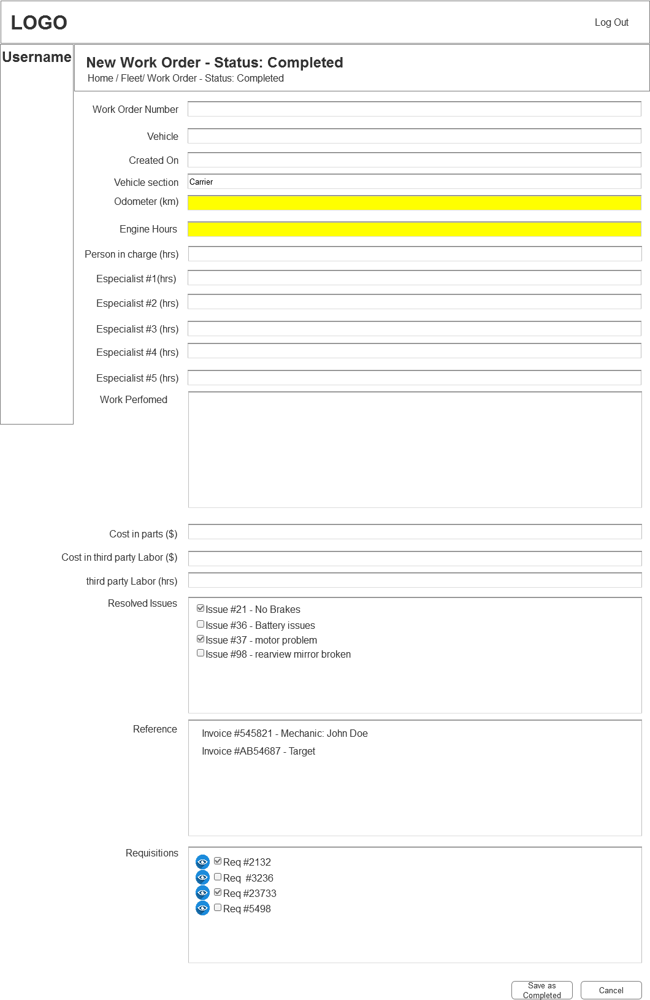 LOGO
Log Out
Username
New Work Order - Status: Completed
Home / Fleet/ Work Order - Status: Completed
Work Order Number
Vehicle
Created On
Vehicle section Carrier
Odometer (km)
Engine Hours
Person in charge (hrs)
Especialist #1(hrs)
Especialist #2 (hrs)
Especialist #3 (hrs)
Especialist #4 (hrs)
Especialist #5 (hrs)
Work Perfomed
Cost in parts ($)
Cost in third party Labor ($)
third party Labor (hrs)
Resolved Issues
Issue #21 - No Brakes
Issue #36 - Battery issues
Issue #37 - motor problem
Issue #98 - rearview mirror broken
Reference
Invoice #545821 - Mechanic: John Doe
Invoice #AB54687 - Target
Requisitions
Req #2132
Req #3236
Req #23733
Req #5498
Save as
Completed
Cancel